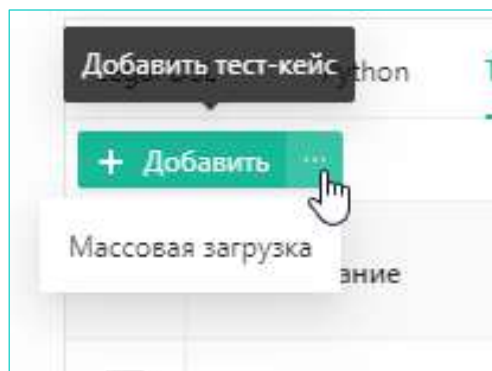 Добавить тест-кейс
thon
+ Добавить ...
Массовая загрузка
ание